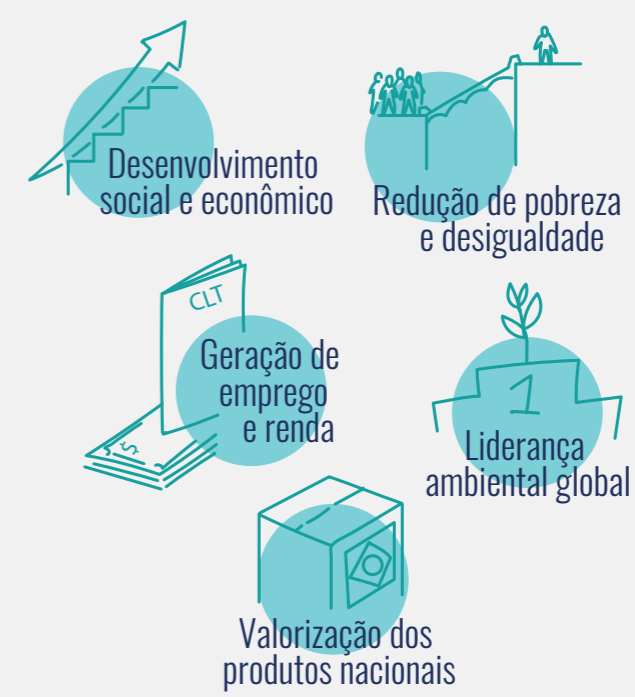 Desenvolvimento
social e econômico
Redução de pobreza
e desigualdade
CLT
$
Geração de
emprego
e renda
1
Liderança
ambiental global
Valorização dos
produtos nacionais